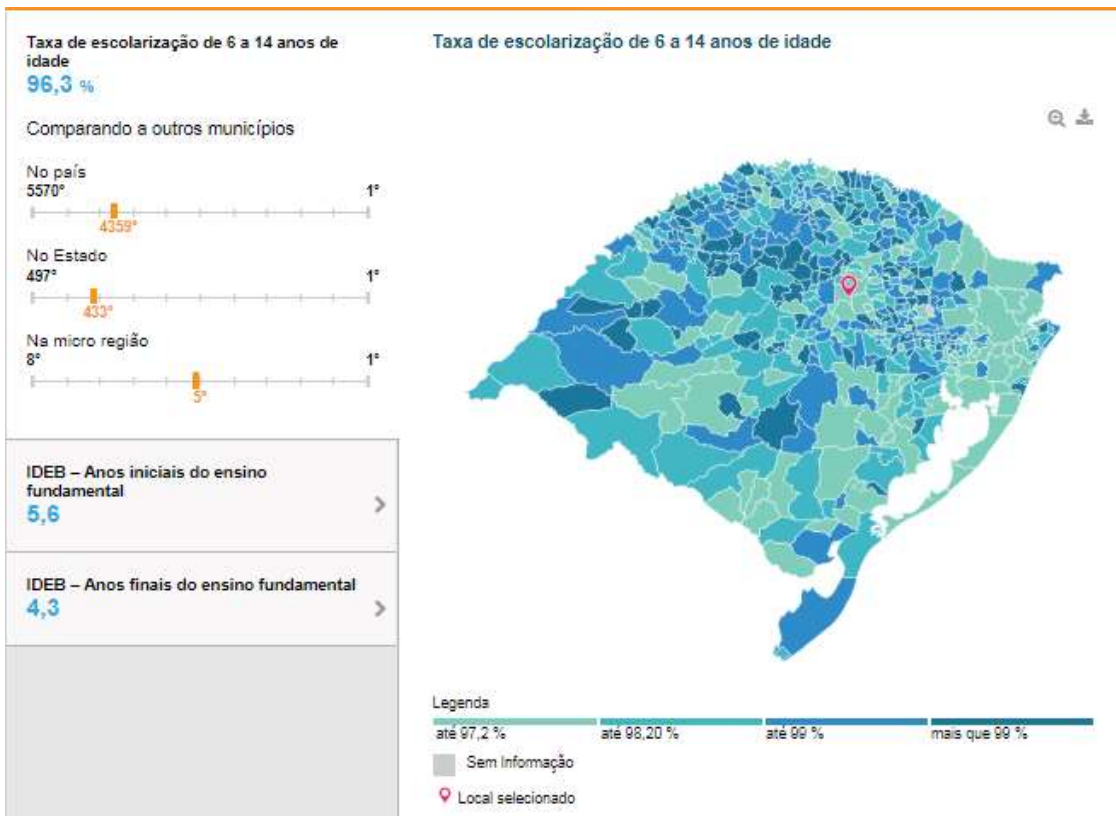 Taxa de escolarização de 6 a 14 anos de
idade
96,3 %
Comparando a outros municípios
No país
5570° 1°
4359°
No Estado
497° 1°
433°
Na micro região
8° 1°
5°
IDEB – Anos iniciais do ensino
fundamental
5,6
IDEB – Anos finais do ensino fundamental
4,3
Taxa de escolarização de 6 a 14 anos de idade
Legenda
até 97,2 % até 98,20 % até 99 % mais que 99 %
Sem Informação
Local selecionado